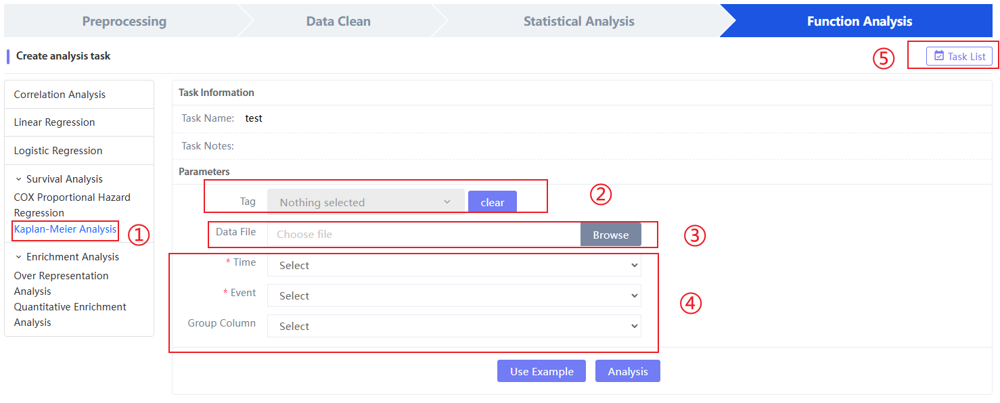 Preprocessing
Data Clean
Statistical Analysis
Function Analysis
Create analysis task
⑤
Task List
Correlation Analysis
Linear Regression
Logistic Regression
Survival Analysis
COX Proportional Hazard
Regression
Kaplan-Meier Analysis
①
Enrichment Analysis
Over Representation
Analysis
Quantitative Enrichment
Analysis
Task Information
Task Name: test
Task Notes:
Parameters
Tag Nothing selected clear
②
Data File Choose file Browse
③
* Time Select
* Event Select
④
Group Column Select
Use Example
Analysis